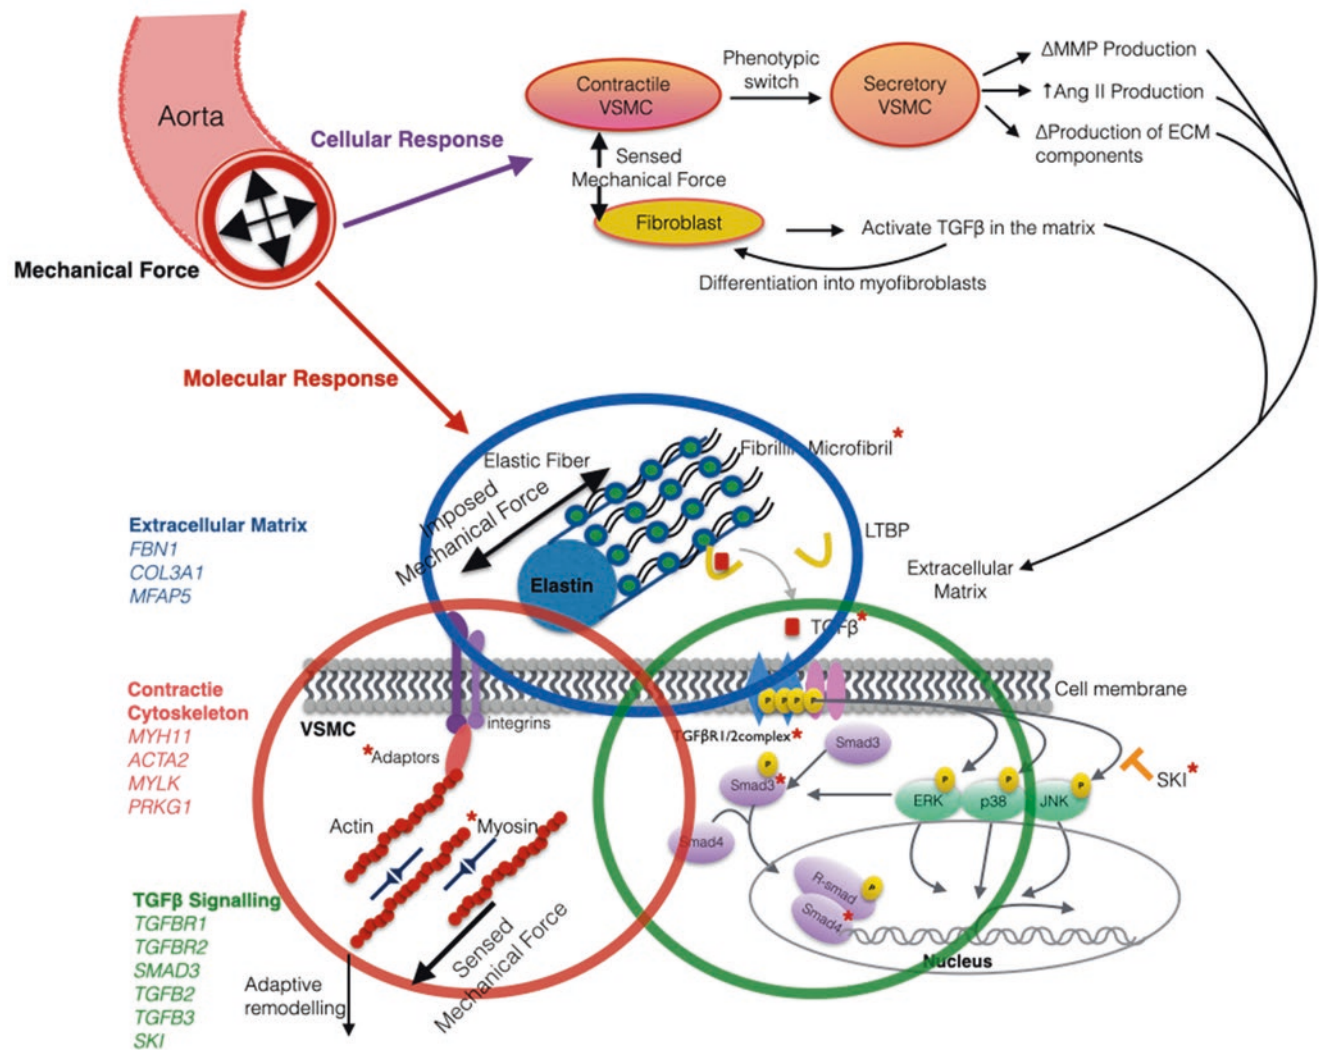 Aorta
Mechanical Force
Cellular Response
Molecular Response
Contractile
VSMC
Phenotypic
switch
Secretory
VSMC
ΔMMP Production
↑Ang II Production
ΔProduction of ECM
components
Sensed
Mechanical Force
Fibroblast
Activate TGFβ in the matrix
Differentiation into myofibroblasts
Elastic Fiber
Imposed
Mechanical Force
Fibrillin Microfibril*
Elastin
LTBP
Extracellular
Matrix
TGFβ*
Extracellular Matrix
FBN1
COL3A1
MFAP5
Contractie
Cytoskeleton
MYH11
ACTA2
MYLK
PRKG1
TGFβ Signalling
TGFBR1
TGFBR2
SMAD3
TGFB2
TGFB3
SKI
Cell membrane
VSMC
integrins
*Adaptors
Actin
*Myosin
Sensed
Mechanical Force
Adaptive
remodelling
P P P P
TGFβR1/2complex*
Smad3
P
Smad3*
Smad4
P P P
ERK p38 JNK
SKI*
R-smad P
Smad4*
Nucleus